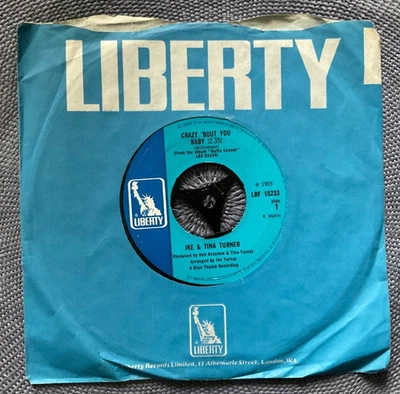 LIBERTY
CRAZY 'BOUT YOU
BABY (2.55)
(Williamson)
(From the album "Outta Season"
LBS 83241)
℗ 1969
LBF 15233
Side
1
LIBERTY
IKE & TINA TURNER
Produced by Bob Krasnow & Tina Turner
Arranged by Ike Turner
A Blue Thumb Recording
LIBERTY
Liberty Records Limited, 11 Albemarle Street, London, W.1.